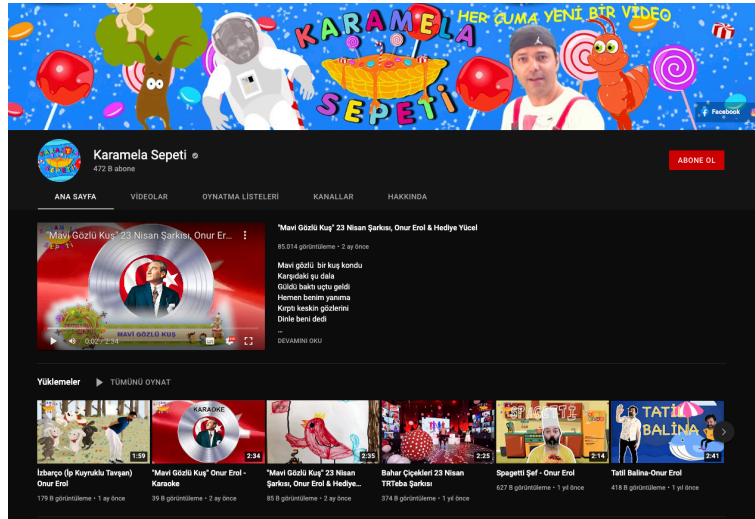 HER CUMA YENİ BİR VİDEO
KARAMELA
SEPETİ
Facebook
Karamela Sepeti
472 B abone
ABONE OL
ANA SAYFA
VİDEOLAR
OYNATMA LİSTELERİ
KANALLAR
HAKKINDA
"Mavi Gözlü Kuş" 23 Nisan Şarkısı, Onur Er...
MAVİ GÖZLÜ KUŞ
0:02 / 2:34
"Mavi Gözlü Kuş" 23 Nisan Şarkısı, Onur Erol & Hediye Yücel
85.014 görüntüleme • 2 ay önce
Mavi gözlü bir kuş kondu
Karşıdaki şu dala
Güldü baktı uçtu geldi
Hemen benim yanıma
Kırptı keskin gözlerini
Dinle beni dedi
...
DEVAMINI OKU
Yüklemeler
TÜMÜNÜ OYNAT
1:59
KARAOKE
2:34
2:35
2:25
SPAGETTİ
2:14
TATİL
BALİNA
2:41
İzbarço (İp Kuyruklu Tavşan)
Onur Erol
179 B görüntüleme • 1 ay önce
"Mavi Gözlü Kuş" Onur Erol -
Karaoke
39 B görüntüleme • 2 ay önce
"Mavi Gözlü Kuş" 23 Nisan
Şarkısı, Onur Erol & Hediye...
85 B görüntüleme • 2 ay önce
Bahar Çiçekleri 23 Nisan
TRTeba Şarkısı
374 B görüntüleme • 1 yıl önce
Spagetti Şef - Onur Erol
627 B görüntüleme • 1 yıl önce
Tatil Balina-Onur Erol
418 B görüntüleme • 1 yıl önce